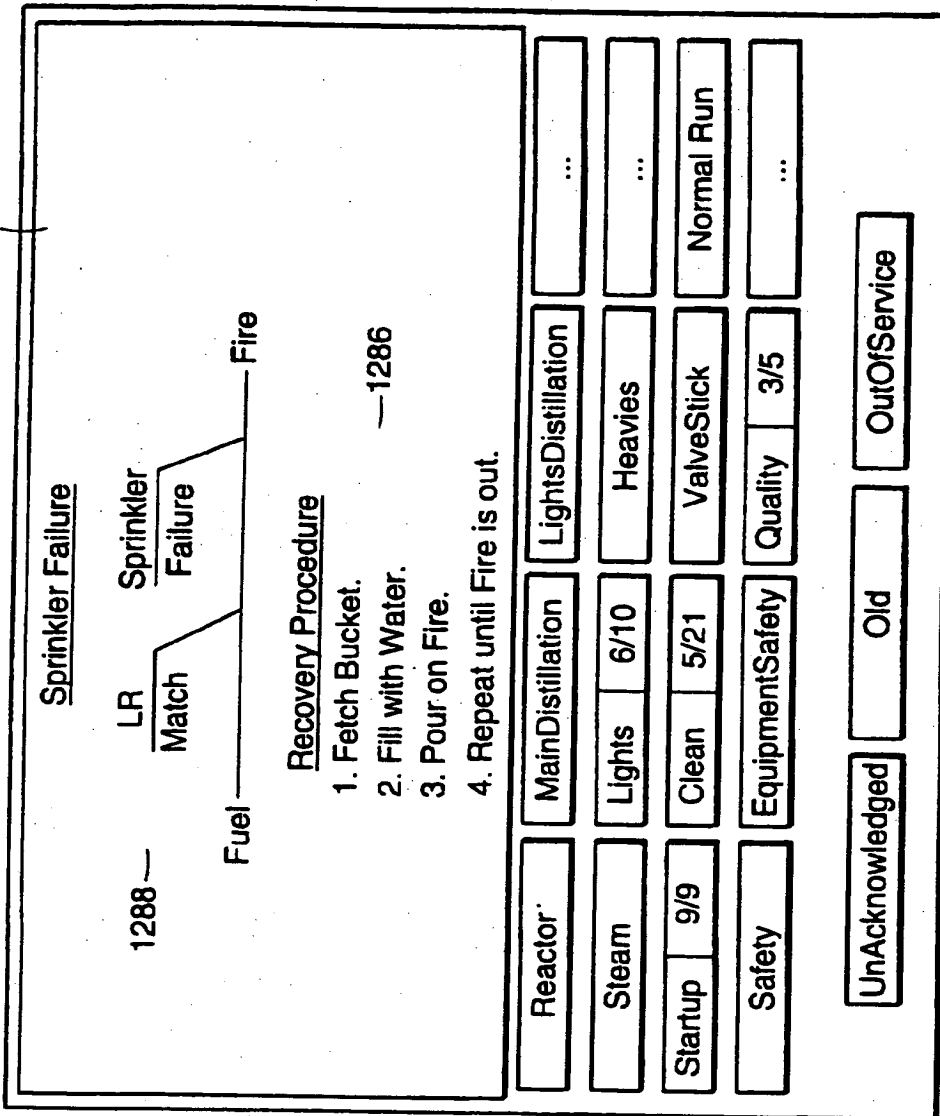 Sprinkler Failure
LR Sprinkler
Match Failure
1288
Fuel Fire
Recovery Procedure
1. Fetch Bucket.
2. Fill with Water.
1286
3. Pour on Fire.
4. Repeat until Fire is out.
Reactor MainDistillation LightsDistillation ...
Steam Lights 6/10 Heavies ...
Startup 9/9 Clean 5/21 ValveStick Normal Run
Safety EquipmentSafety Quality 3/5 ...
UnAcknowledged Old OutOfService